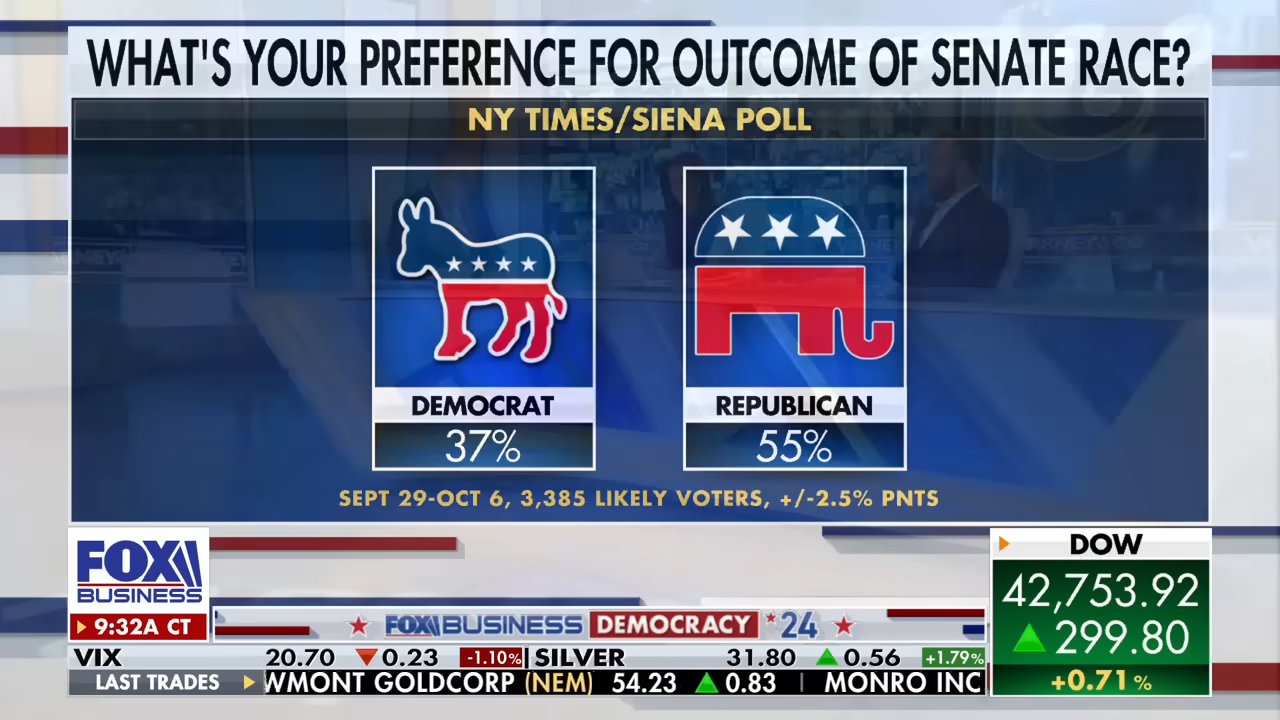 WHAT'S YOUR PREFERENCE FOR OUTCOME OF SENATE RACE?
NY TIMES/SIENA POLL
DEMOCRAT
37%
REPUBLICAN
55%
SEPT 29-OCT 6, 3,385 LIKELY VOTERS, +/-2.5% PNTS
FOX
BUSINESS
9:32A CT
FOX BUSINESS DEMOCRACY '24
DOW
42,753.92
299.80
+0.71%
VIX 20.70 0.23 -1.10% SILVER 31.80 0.56 +1.79%
LAST TRADES WMONT GOLDCORP (NEM) 54.23 0.83 | MONRO INC